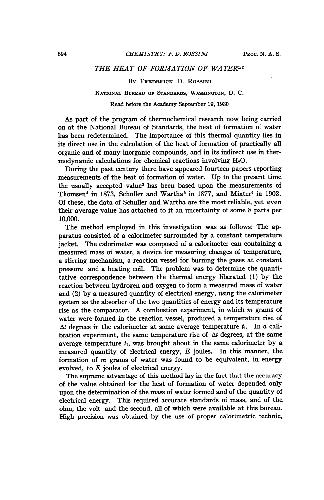 694 CHEMISTRY: F. D. ROSSINI PROC. N. A. S.
THE HEAT OF FORMATION OF WATER
BY FREDERICK D. ROSSINI
NATIONAL BUREAU OF STANDARDS, WASHINGTON, D. C.
Read before the Academy September 19, 1930
As part of the program of thermochemical research now being carried
on at the National Bureau of Standards, the heat of formation of water
has been redetermined. The importance of this thermal quantity lies in
its direct use in the calculation of the heat of formation of practically all
organic and of many inorganic compounds, and in its indirect use in ther-
modynamic calculations for chemical reactions involving H2O.
During the past century there have appeared fourteen papers reporting
measurements of the heat of formation of water. Up to the present time
the usually accepted value has been based upon the measurements of
Thomsen in 1873, Schuller and Wartha in 1877, and Mixter in 1903.
Of these, the data of Schuller and Wartha are the most reliable, yet even
their average value has attached to it an uncertainty of some parts per
10,000.
The method employed in this investigation was as follows: The ap-
paratus consisted of a calorimeter surrounded by a constant temperature
jacket. The calorimeter was composed of a calorimeter can containing a
measured mass of water, a device for measuring changes of temperature,
a stirring mechanism, a reaction vessel for burning the gases at constant
pressure and a heating coil. The problem was to determine the quanti-
tative correspondence between the thermal energy liberated (1) by the
reaction between hydrogen and oxygen to form a measured mass of water
and (2) by a measured quantity of electrical energy, using the calorimeter
system as the absorber of the two quantities of energy and its temperature
rise as the comparator. A combustion experiment, in which m grams of
water were formed in the reaction vessel, produced a temperature rise of
Δt degrees in the calorimeter at some average temperature In a cali-
bration experiment, the same temperature rise of Δt degrees, at the same
average temperature was brought about in the same calorimeter by a
measured quantity of electrical energy, E joules. In this manner, the
formation of m grams of water was found to be equivalent, in energy
evolved, to E joules of electrical energy.
The supreme advantage of this method lay in the fact that the accuracy
of the value obtained for the heat of formation of water depended only
upon the determination of the mass of water formed and of the quantity of
electrical energy. This required accurate standards of mass, and of the
ohm, the volt and the second, all of which were available at this bureau.
High precision was obtained by the use of proper calorimetric technic,